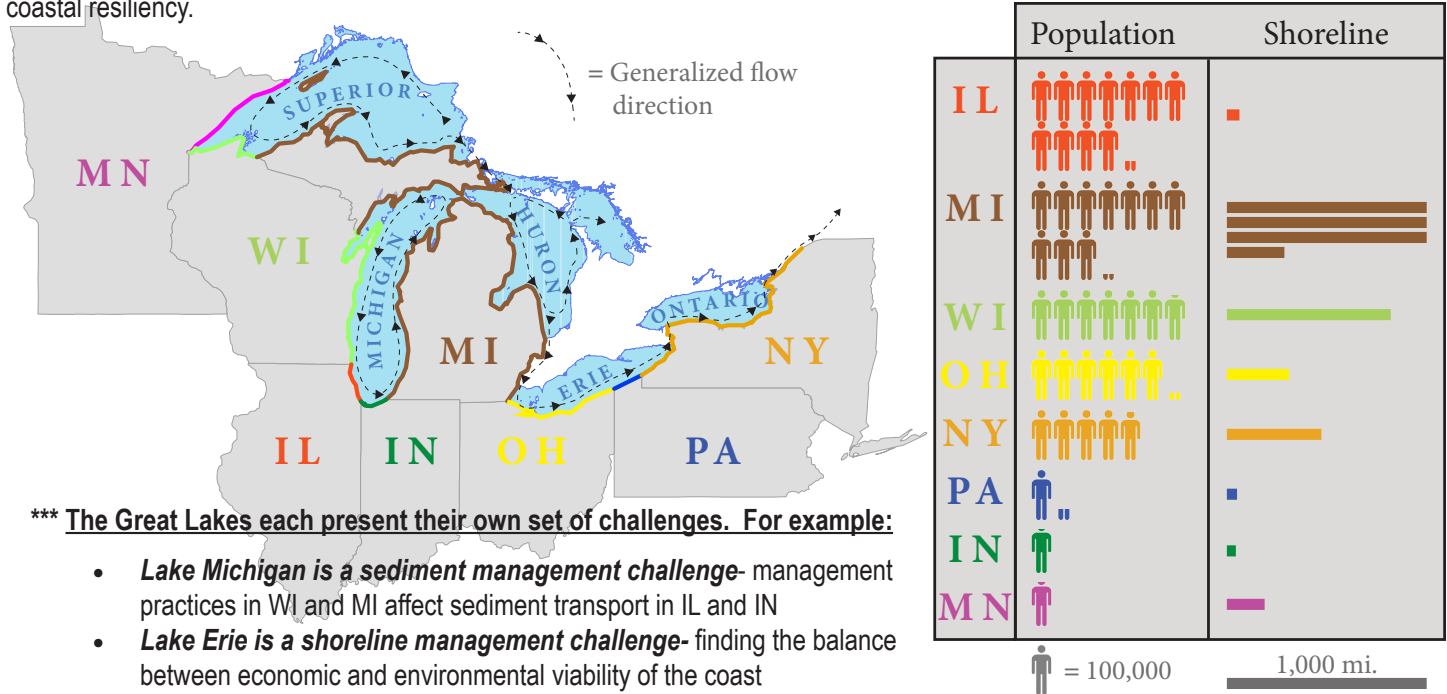 coastal resiliency.
= Generalized flow
direction
SUPERIOR
MN
WI
MICHIGAN
HURON
MI
ONTARIO
ERIE
NY
IL
IN
OH
PA
*** The Great Lakes each present their own set of challenges. For example:
• Lake Michigan is a sediment management challenge- management
practices in WI and MI affect sediment transport in IL and IN
• Lake Erie is a shoreline management challenge- finding the balance
between economic and environmental viability of the coast
Population Shoreline
IL
MI
WI
OH
NY
PA
IN
MN
= 100,000 1,000 mi.